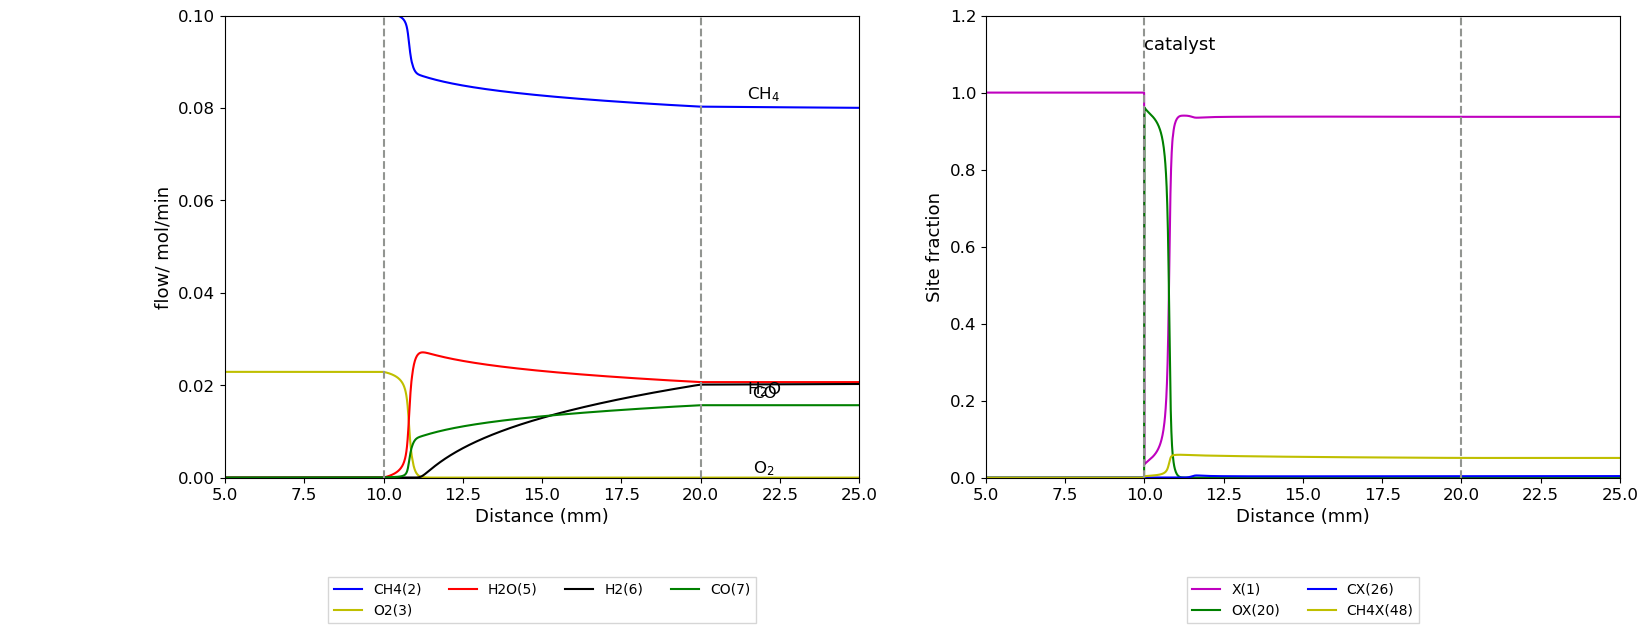 0.10
0.08
0.06
0.04
0.02
0.00
flow/ mol/min
CH₄
H₂O
CO
O₂
5.0 7.5 10.0 12.5 15.0 17.5 20.0 22.5 25.0
Distance (mm)
CH4(2) H2O(5) H2(6) CO(7)
O2(3)
1.2
1.0
0.8
0.6
0.4
0.2
0.0
Site fraction
catalyst
5.0 7.5 10.0 12.5 15.0 17.5 20.0 22.5 25.0
Distance (mm)
X(1) CX(26)
OX(20) CH4X(48)